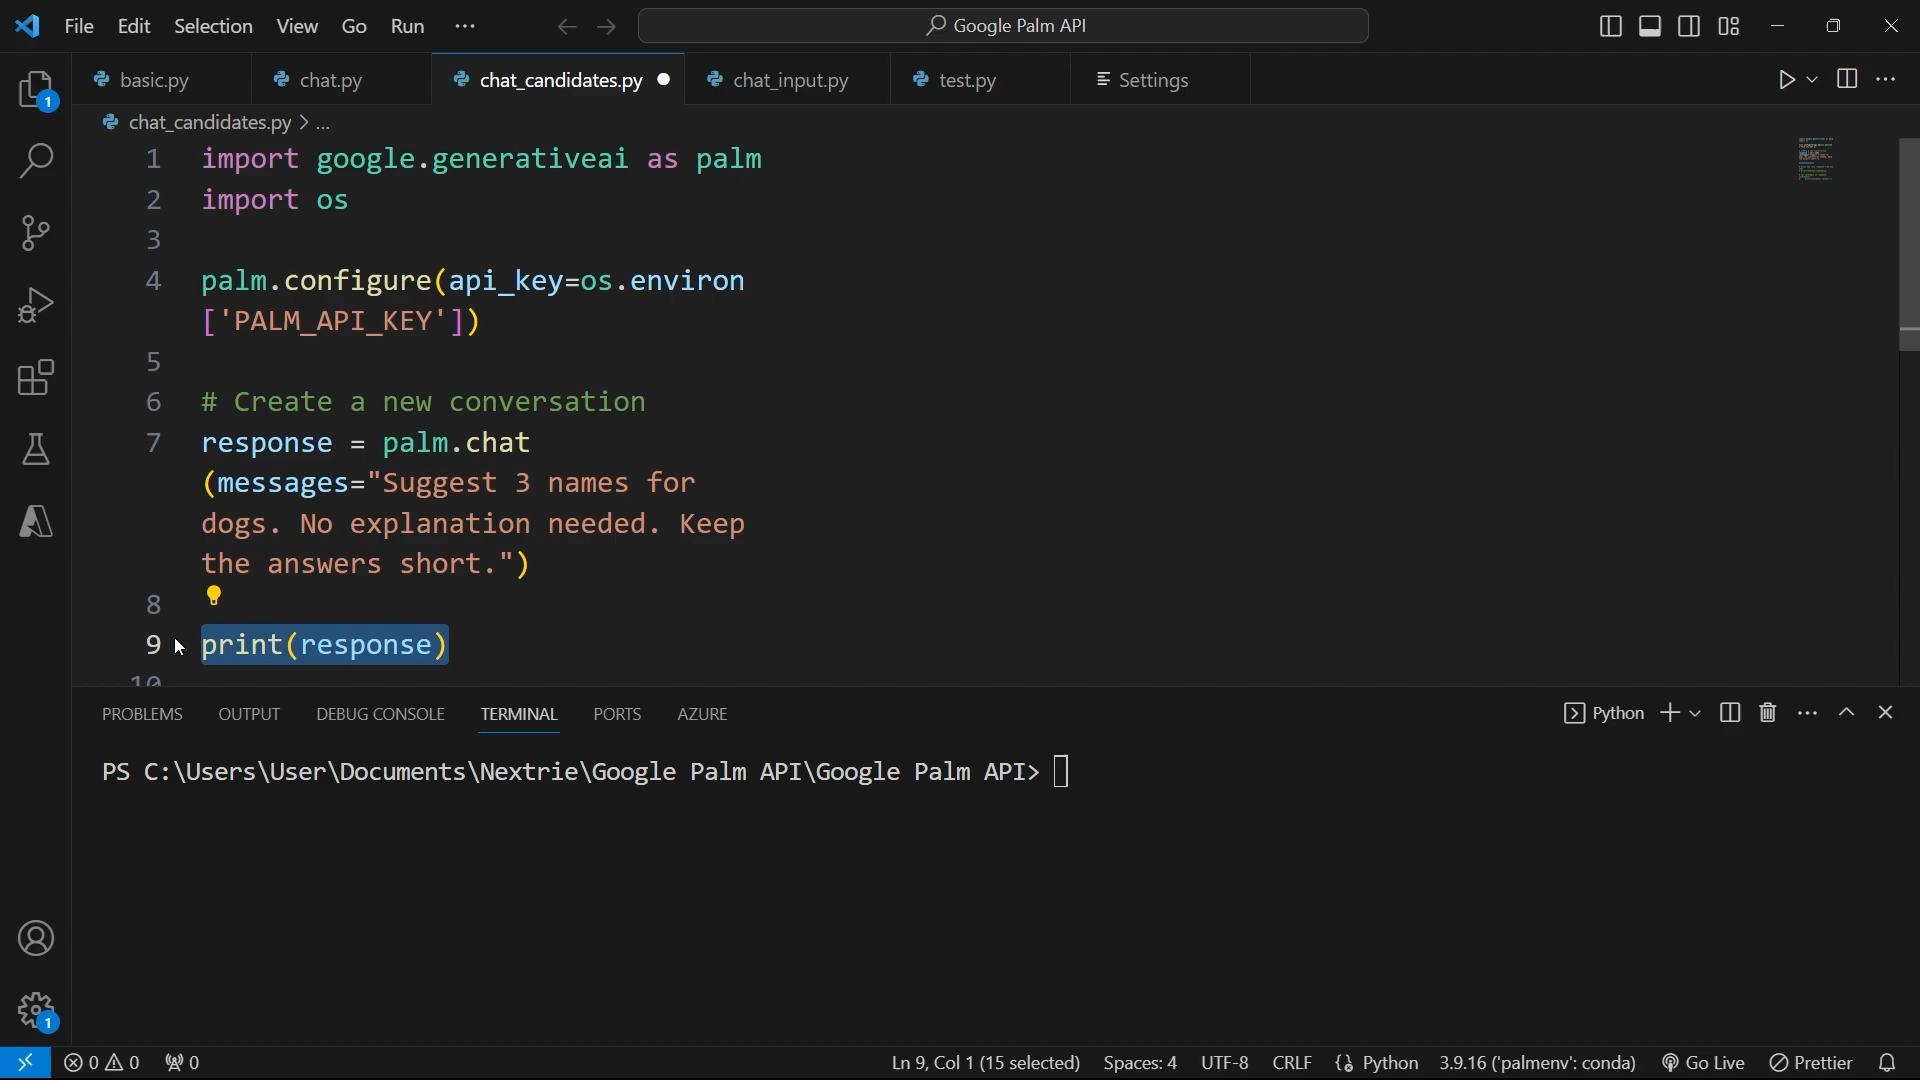 File Edit Selection View Go Run ··· Google Palm API
basic.py chat.py chat_candidates.py chat_input.py test.py Settings
chat_candidates.py > ...
1 import google.generativeai as palm
2 import os
3
4 palm.configure(api_key=os.environ
['PALM_API_KEY'])
5
6 # Create a new conversation
7 response = palm.chat
(messages="Suggest 3 names for
dogs. No explanation needed. Keep
the answers short.")
8
9 print(response)
10
PROBLEMS OUTPUT DEBUG CONSOLE TERMINAL PORTS AZURE Python
PS C:\Users\User\Documents\Nextrie\Google Palm API\Google Palm API>
1
1
0 0 0 Ln 9, Col 1 (15 selected) Spaces: 4 UTF-8 CRLF Python 3.9.16 ('palmenv': conda) Go Live Prettier